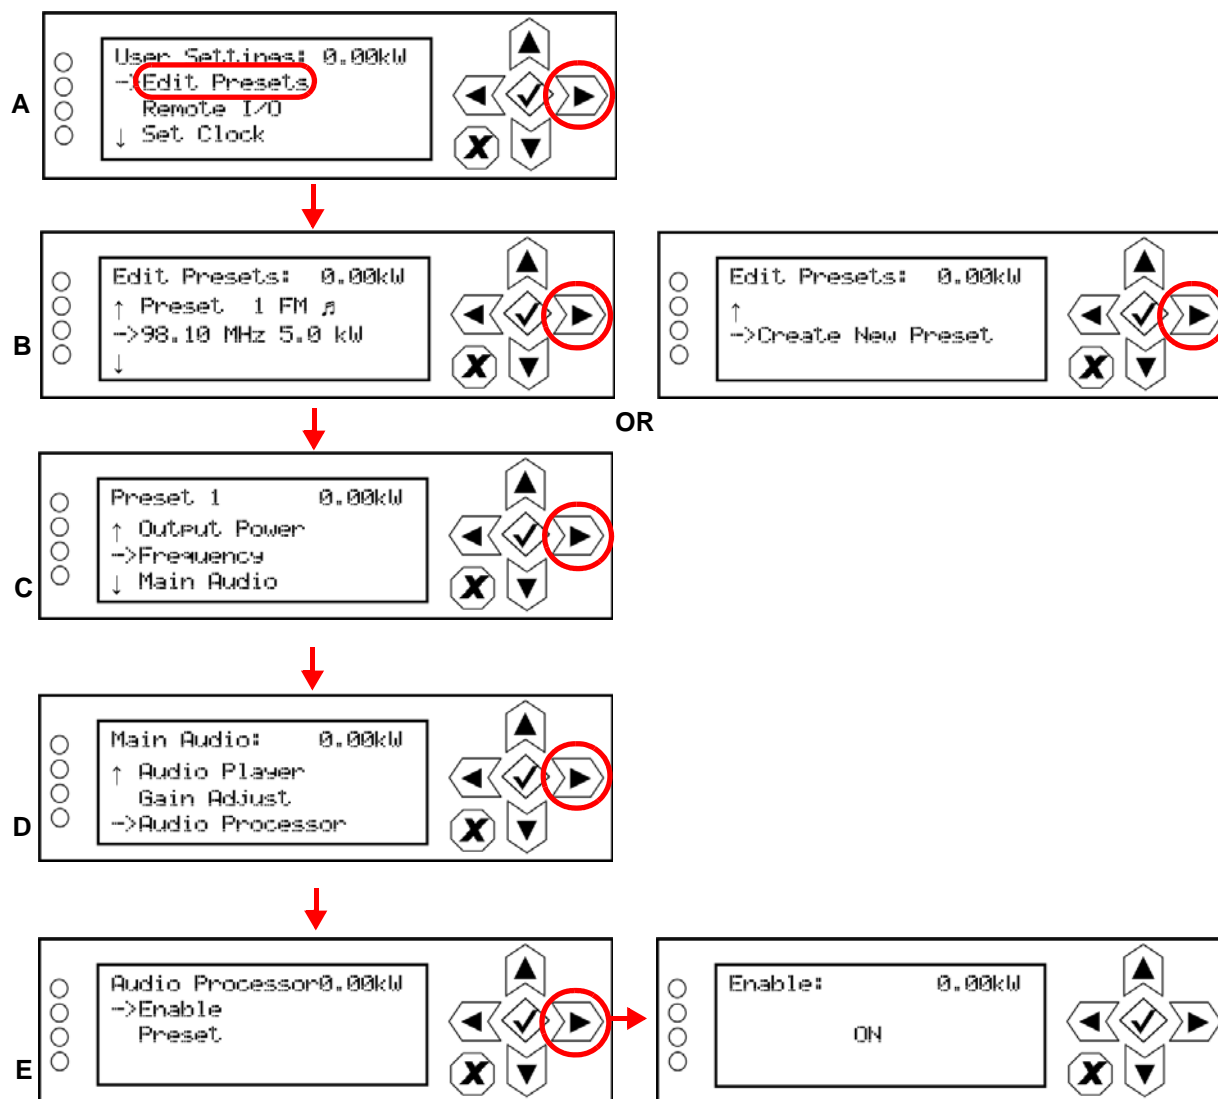 User Settings: 0.00kW
->Edit Presets
Remote I/O
↓ Set Clock
A
Edit Presets: 0.00kW
↑ Preset 1 FM ♬
->98.10 MHz 5.0 kW
↓
B
Edit Presets: 0.00kW
↑
->Create New Preset
OR
Preset 1 0.00kW
↑ Output Power
->Frequency
↓ Main Audio
C
Main Audio: 0.00kW
↑ Audio Player
Gain Adjust
->Audio Processor
D
Audio Processor0.00kW
->Enable
Preset
E
Enable: 0.00kW
ON